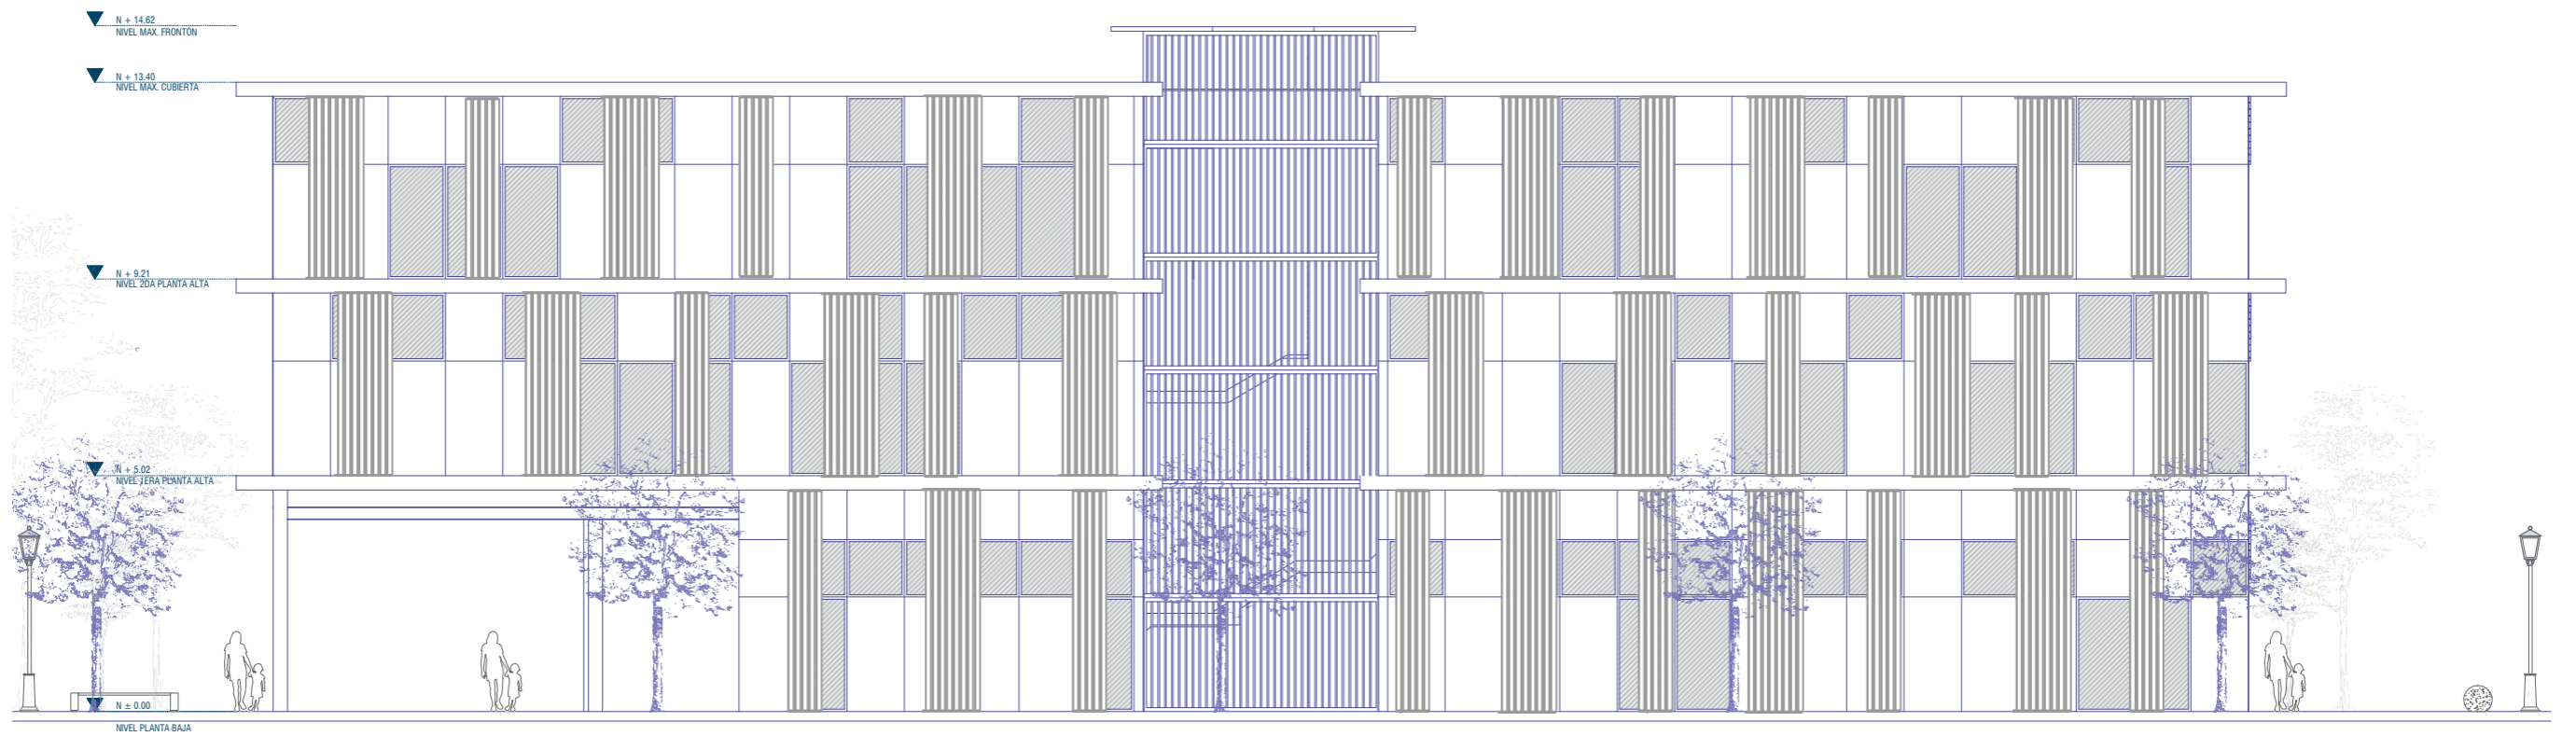 N + 14.62
NIVEL MAX. FRONTÓN
N + 13.40
NIVEL MAX. CUBIERTA
N + 9.21
NIVEL 2DA PLANTA ALTA
N + 5.02
NIVEL 1ERA PLANTA ALTA
N ± 0.00
NIVEL PLANTA BAJA